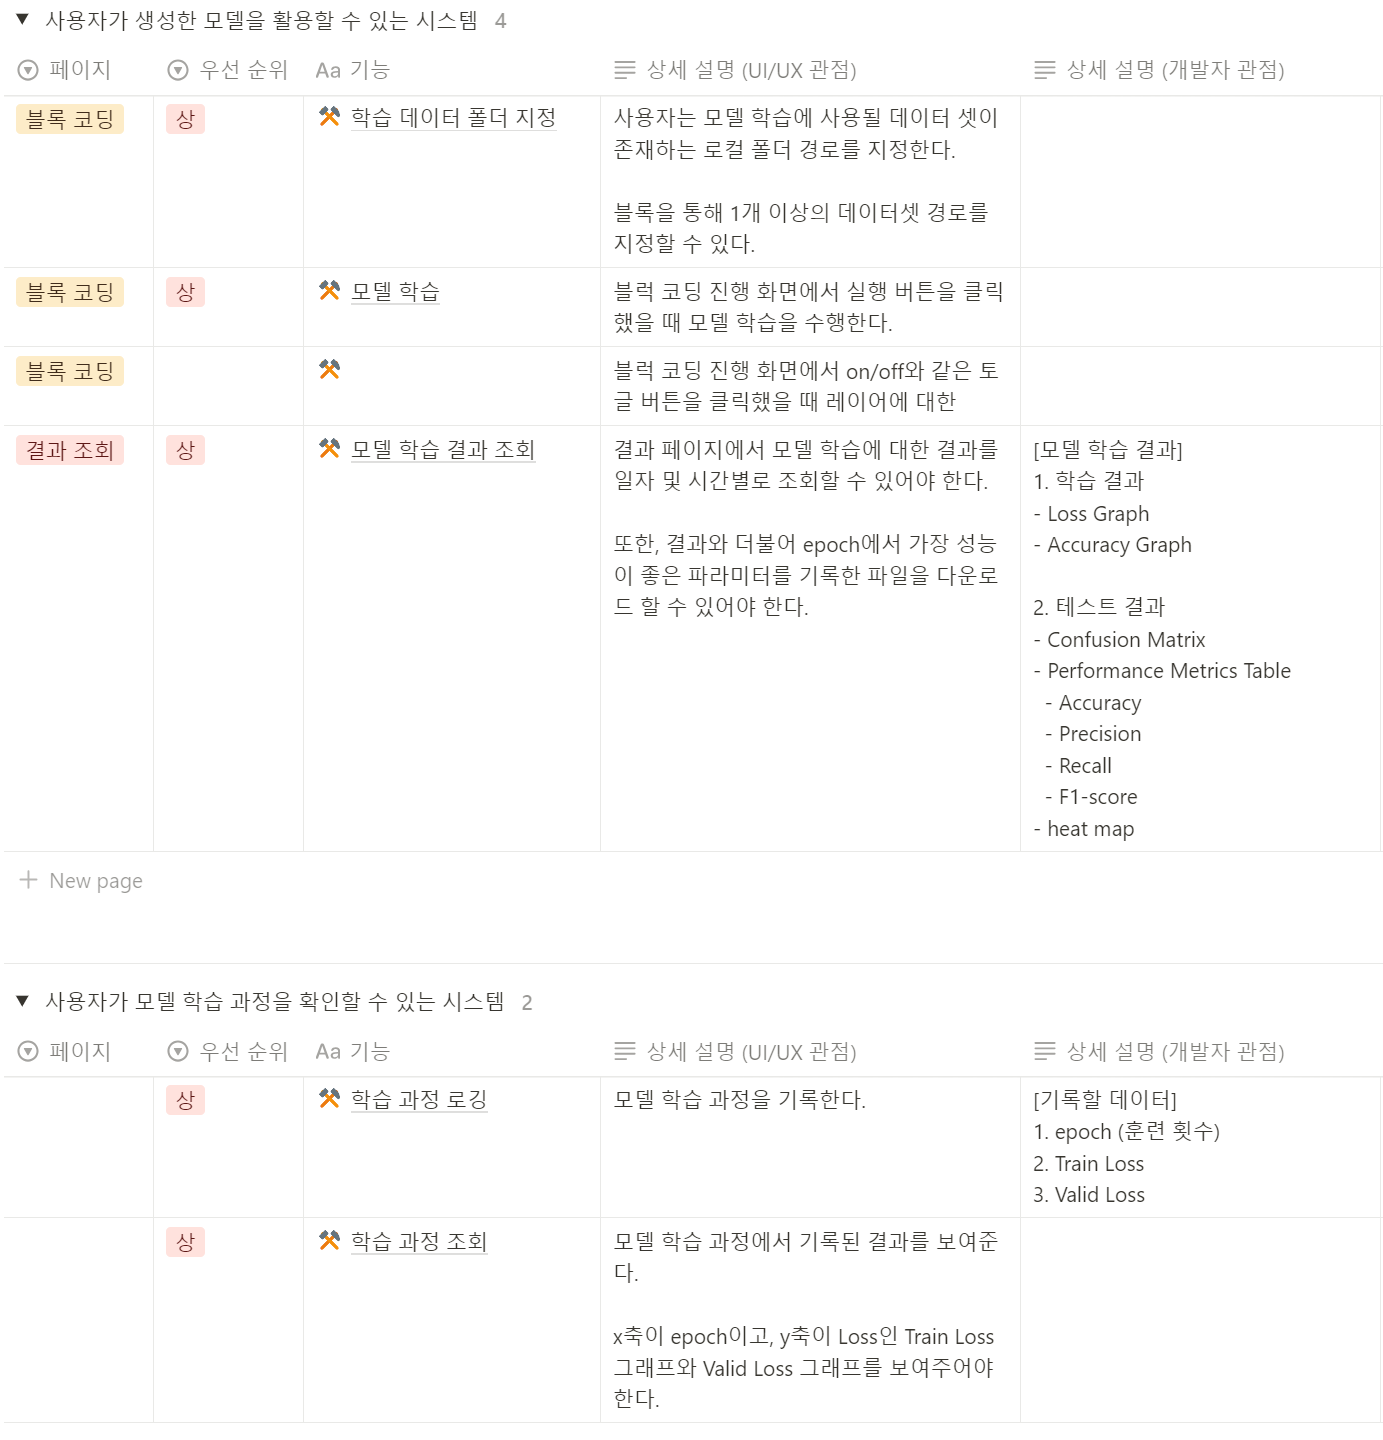 사용자가 생성한 모델을 활용할 수 있는 시스템 4
페이지 우선 순위 Aa 기능 상세 설명 (UI/UX 관점) 상세 설명 (개발자 관점)
블록 코딩 상 학습 데이터 폴더 지정
사용자는 모델 학습에 사용될 데이터 셋이
존재하는 로컬 폴더 경로를 지정한다.
블록을 통해 1개 이상의 데이터셋 경로를
지정할 수 있다.
블록 코딩 상 모델 학습
블럭 코딩 진행 화면에서 실행 버튼을 클릭
했을 때 모델 학습을 수행한다.
블록 코딩
블럭 코딩 진행 화면에서 on/off와 같은 토
글 버튼을 클릭했을 때 레이어에 대한
결과 조회 상 모델 학습 결과 조회
결과 페이지에서 모델 학습에 대한 결과를
일자 및 시간별로 조회할 수 있어야 한다.
또한, 결과와 더불어 epoch에서 가장 성능
이 좋은 파라미터를 기록한 파일을 다운로
드 할 수 있어야 한다.
[모델 학습 결과]
1. 학습 결과
- Loss Graph
- Accuracy Graph
2. 테스트 결과
- Confusion Matrix
- Performance Metrics Table
- Accuracy
- Precision
- Recall
- F1-score
- heat map
+ New page
사용자가 모델 학습 과정을 확인할 수 있는 시스템 2
페이지 우선 순위 Aa 기능 상세 설명 (UI/UX 관점) 상세 설명 (개발자 관점)
상 학습 과정 로깅
모델 학습 과정을 기록한다.
[기록할 데이터]
1. epoch (훈련 횟수)
2. Train Loss
3. Valid Loss
상 학습 과정 조회
모델 학습 과정에서 기록된 결과를 보여준
다.
x축이 epoch이고, y축이 Loss인 Train Loss
그래프와 Valid Loss 그래프를 보여주어야
한다.